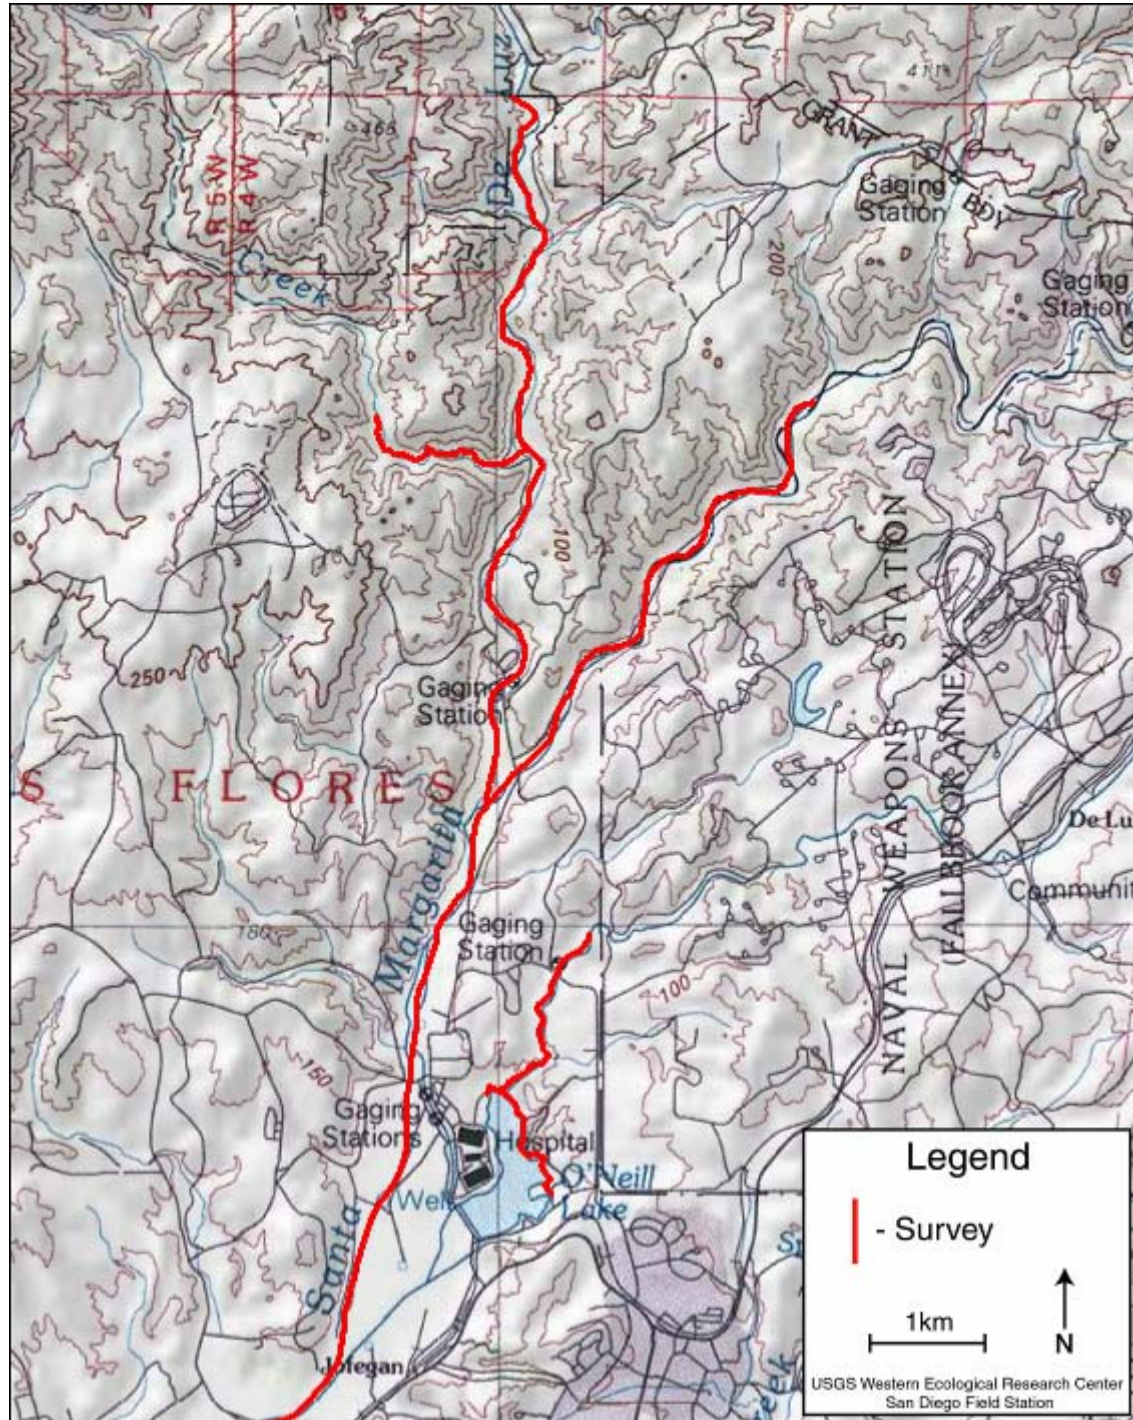 De Luz
468
411
GRANT
BDY
Gaging
Station
R 5 W
R 4 W
200
Creek
Gaging
Station
100
250
Gaging
Station
S FLORES
NAVAL WEAPONS STATION
(FALLBROOK ANNEX)
De Lu
Communit
Santa Margarita
180
Gaging
Station
100
150
Gaging
Stations
Hospital
O'Neill
Lake
Well
Jofegan
Legend
- Survey
1km
N
USGS Western Ecological Research Center
San Diego Field Station